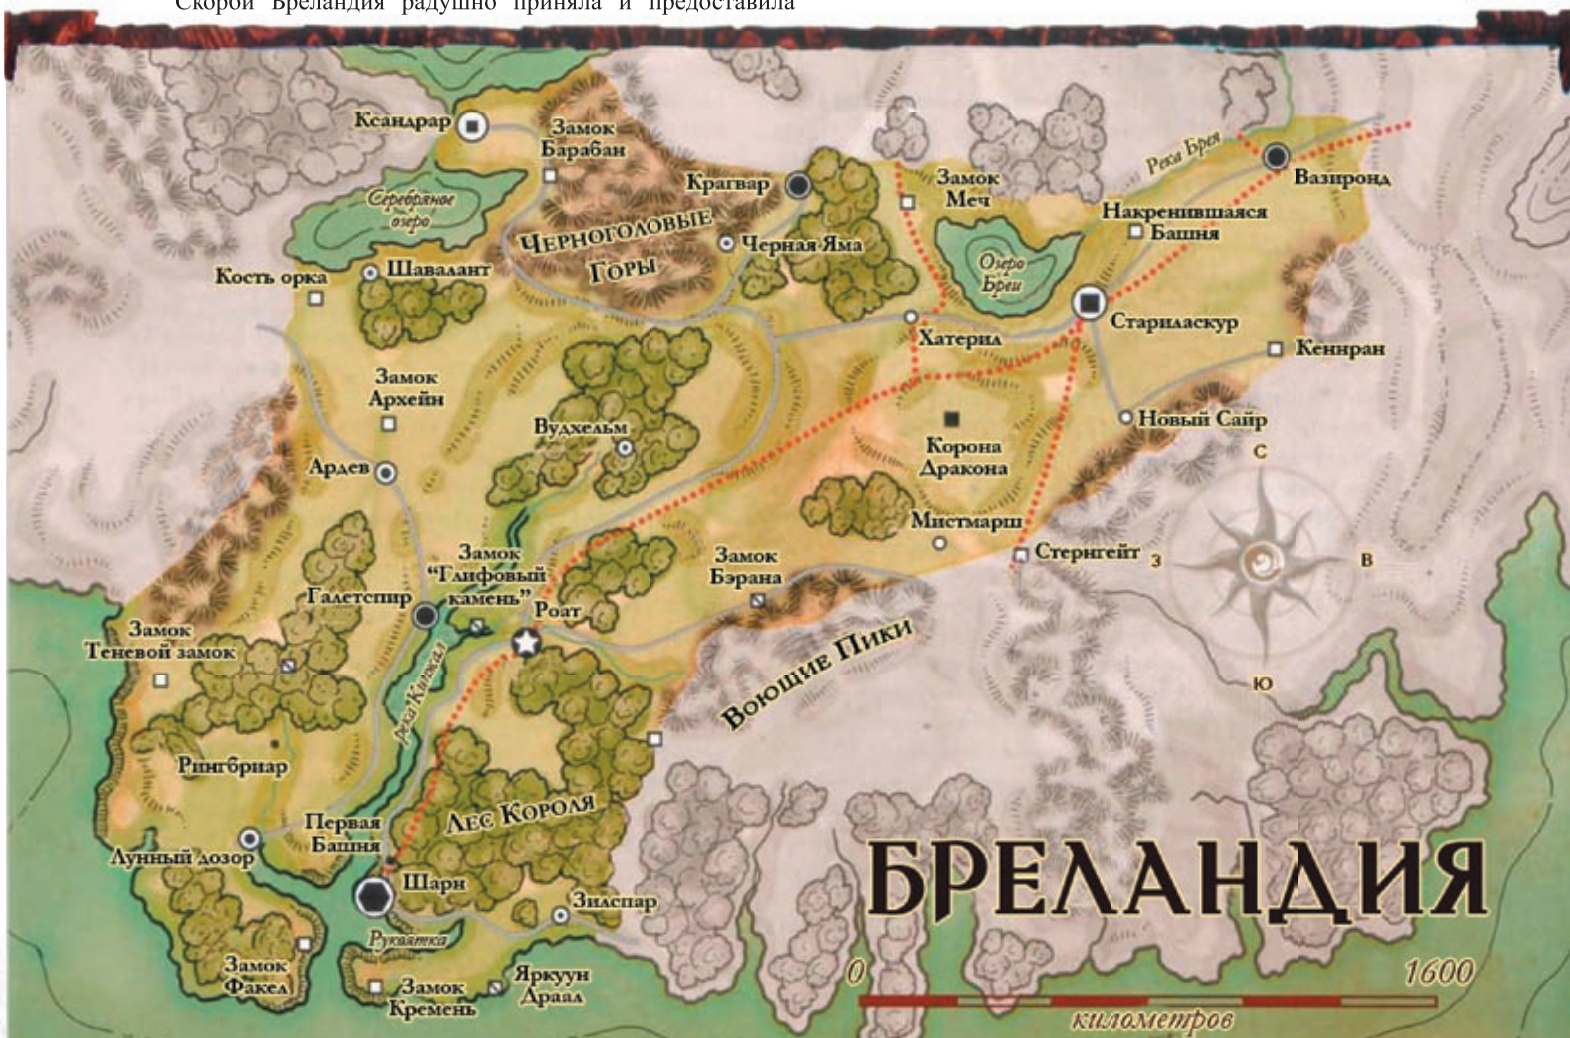 Скорби Бреландия радушно приняла и предоставила
Ксандрар
Замок
Барабан
Крагвар
Замок
Меч
Река Брея
Вазиронд
Серебряное
озеро
Черноголовые
Горы
Черная Яма
Накренившаяся
Башня
Кость орка
Шавалант
Озеро
Бреи
Стариласкур
Хатерил
Кеннран
Замок
Архейн
Вудхельм
Новый Сайр
Корона
Дракона
Ардев
С
Мистмарш
Стернгейт
З
В
Ю
Замок
"Глифовый
камень"
Замок
Бэрана
Галетспир
Роат
Замок
Теневой замок
Воющие Пики
Река Кинжал
Рингбриар
Лес Короля
Первая
Башня
Лунный дозор
Шарн
Зилспар
Рукоятка
Замок
Факел
Замок
Кремень
Яркуун
Драал
БРЕЛАНДИЯ
0
1600
километров